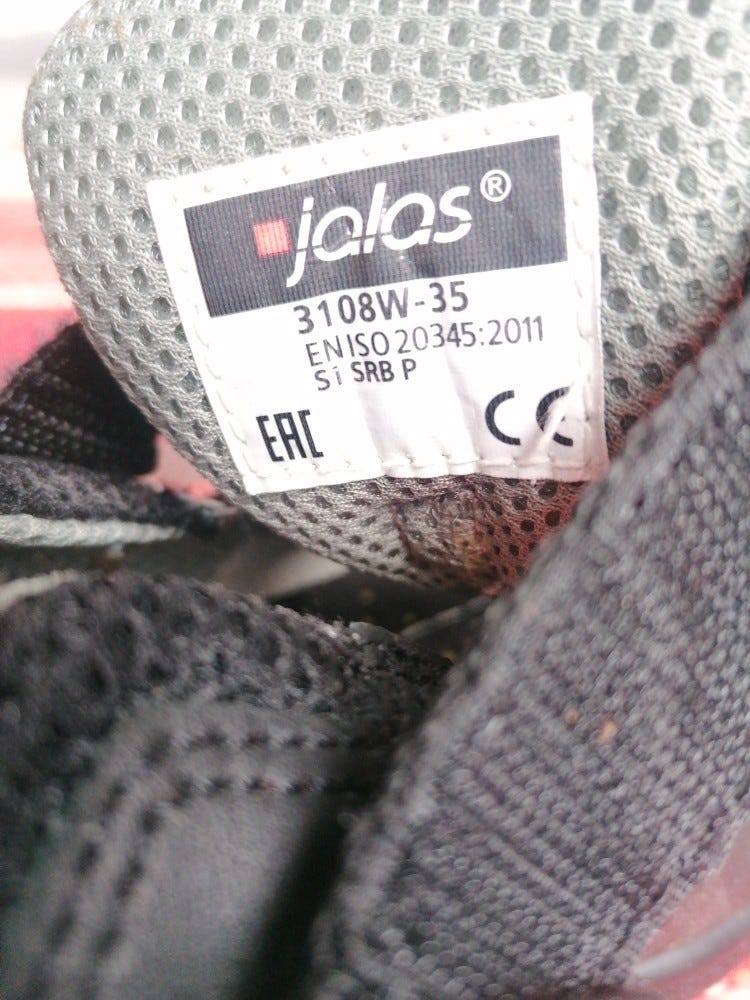 jalas®
3108W-35
EN ISO 20345:2011
S1 SRB P
EAC
CE